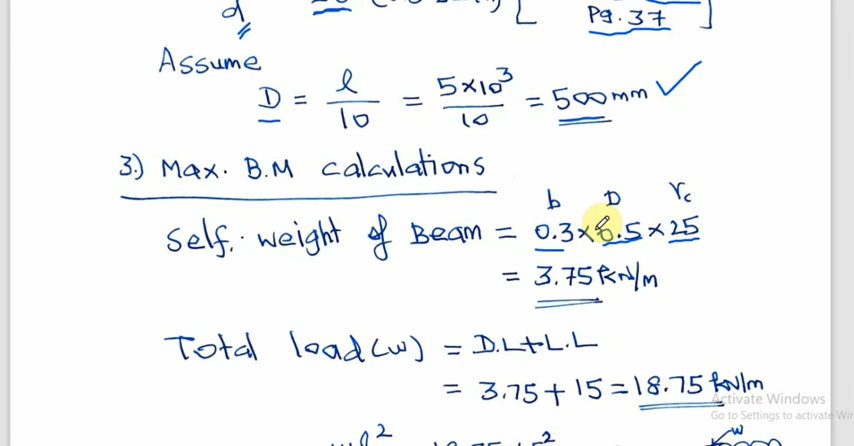 d
Pg. 37
Assume
D = l/10 = 5×10³/10 = 500mm ✓
3.) Max. B.M calculations
b D γc
Self. weight of Beam = 0.3×0.5×25
= 3.75 kN/m
Total load(w) = D.L+L.L
= 3.75+15 = 18.75 kN/m
Activate Windows
Go to Settings to activate Win
w